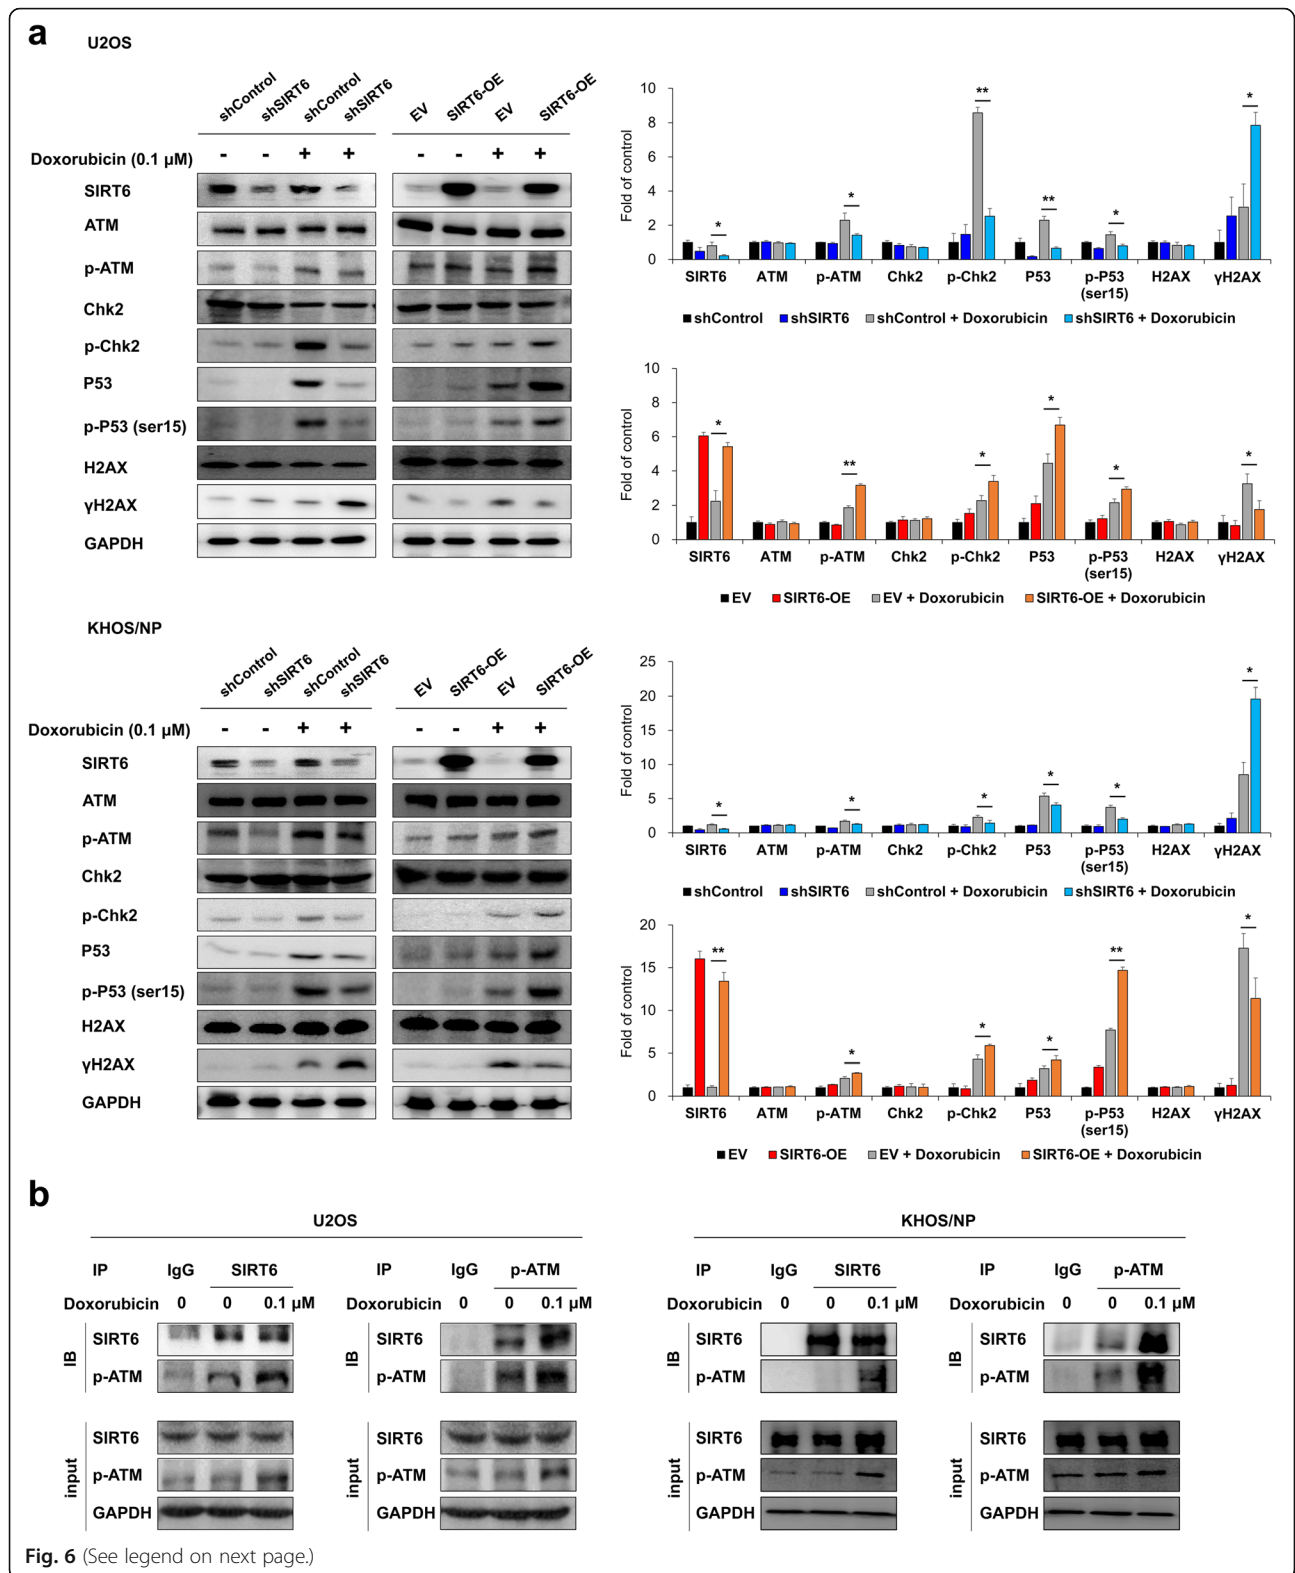 a
U2OS
shControl shSIRT6 shControl shSIRT6 EV SIRT6-OE EV SIRT6-OE
Doxorubicin (0.1 μM) - - + + - - + +
SIRT6
ATM
p-ATM
Chk2
p-Chk2
P53
p-P53 (ser15)
H2AX
γH2AX
GAPDH
Fold of control
10
8
6
4
2
0
* * ** ** * *
SIRT6 ATM p-ATM Chk2 p-Chk2 P53 p-P53 (ser15) H2AX γH2AX
shControl shSIRT6 shControl + Doxorubicin shSIRT6 + Doxorubicin
Fold of control
10
8
6
4
2
0
* ** * * * *
SIRT6 ATM p-ATM Chk2 p-Chk2 P53 p-P53 (ser15) H2AX γH2AX
EV SIRT6-OE EV + Doxorubicin SIRT6-OE + Doxorubicin
KHOS/NP
shControl shSIRT6 shControl shSIRT6 EV SIRT6-OE EV SIRT6-OE
Doxorubicin (0.1 μM) - - + + - - + +
SIRT6
ATM
p-ATM
Chk2
p-Chk2
P53
p-P53 (ser15)
H2AX
γH2AX
GAPDH
Fold of control
25
20
15
10
5
0
* * * * * *
SIRT6 ATM p-ATM Chk2 p-Chk2 P53 p-P53 (ser15) H2AX γH2AX
shControl shSIRT6 shControl + Doxorubicin shSIRT6 + Doxorubicin
Fold of control
20
15
10
5
0
** * * * ** *
SIRT6 ATM p-ATM Chk2 p-Chk2 P53 p-P53 (ser15) H2AX γH2AX
EV SIRT6-OE EV + Doxorubicin SIRT6-OE + Doxorubicin
b
U2OS
IP IgG SIRT6
Doxorubicin 0 0 0.1 μM
IB
SIRT6
p-ATM
input
SIRT6
p-ATM
GAPDH
IP IgG p-ATM
Doxorubicin 0 0 0.1 μM
IB
SIRT6
p-ATM
input
SIRT6
p-ATM
GAPDH
KHOS/NP
IP IgG SIRT6
Doxorubicin 0 0 0.1 μM
IB
SIRT6
p-ATM
input
SIRT6
p-ATM
GAPDH
IP IgG p-ATM
Doxorubicin 0 0 0.1 μM
IB
SIRT6
p-ATM
input
SIRT6
p-ATM
GAPDH
Fig. 6 (See legend on next page.)